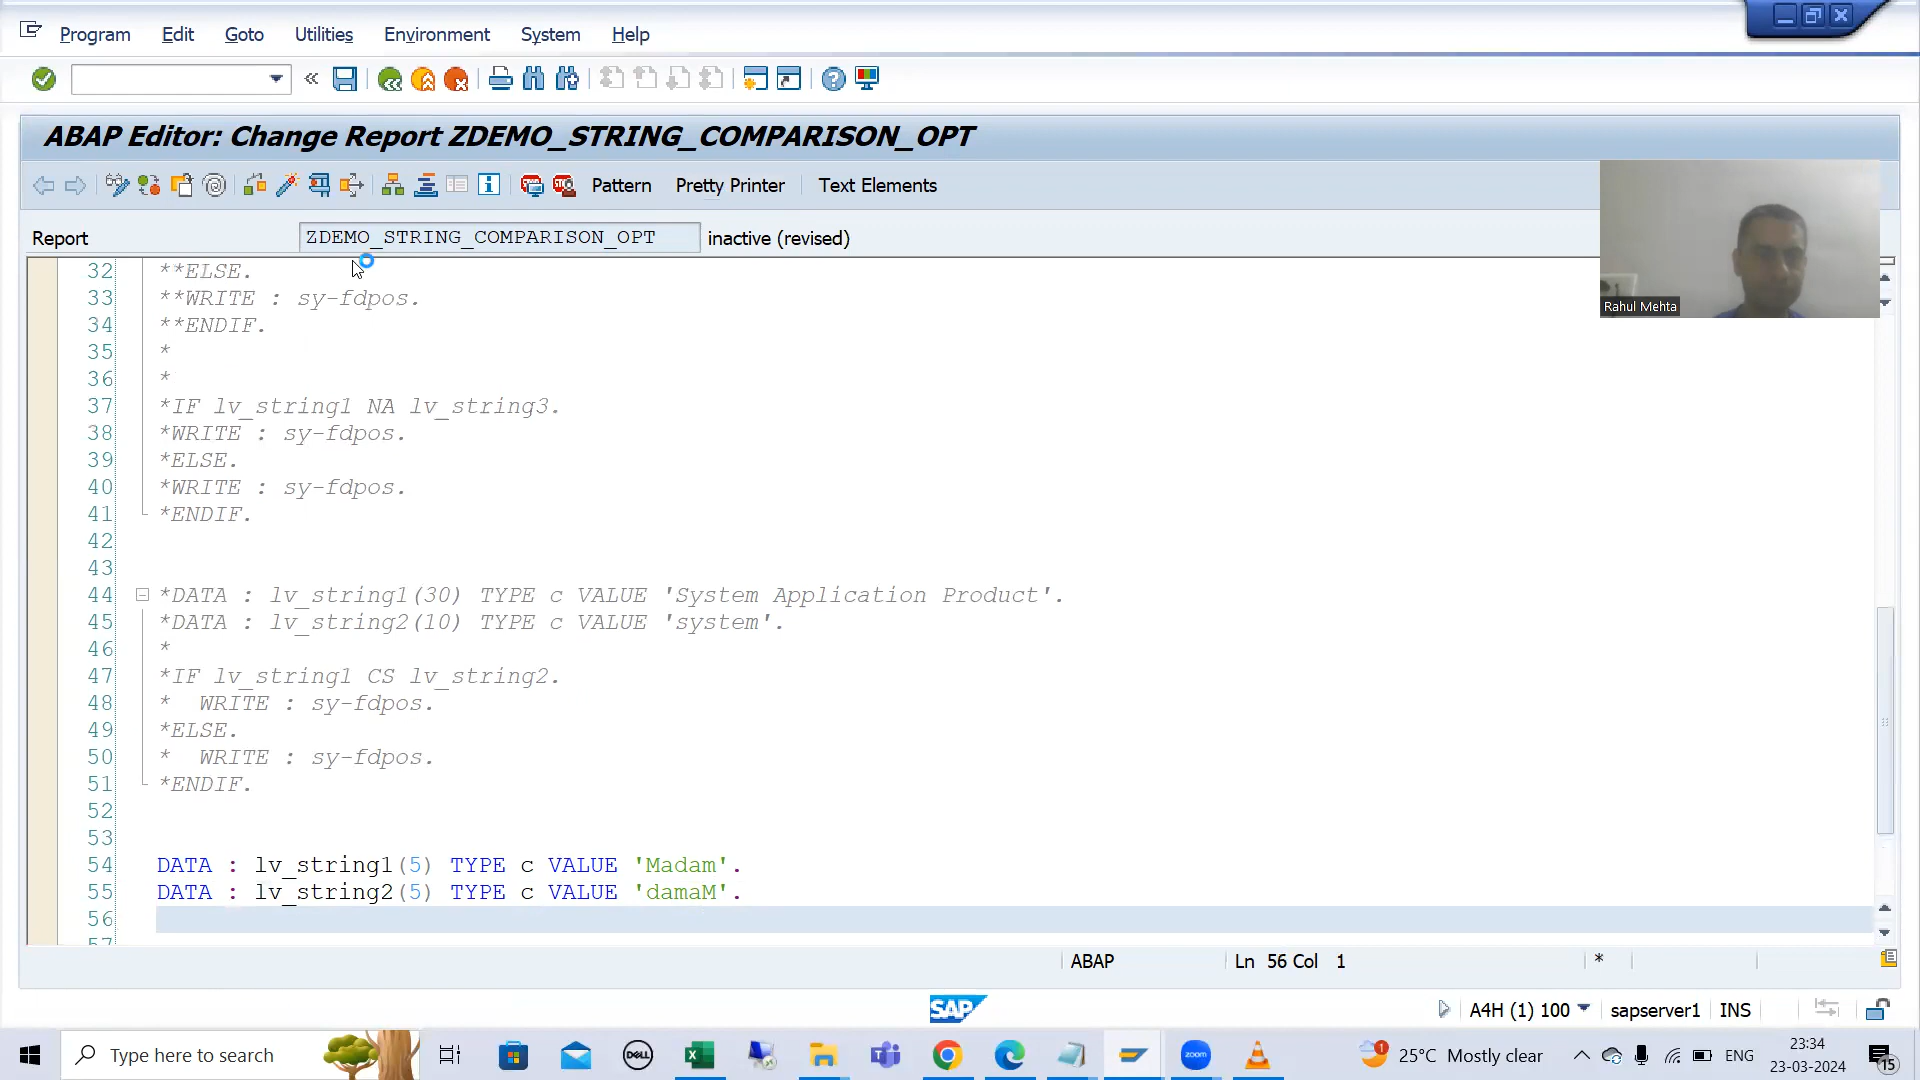 Program Edit Goto Utilities Environment System Help
ABAP Editor: Change Report ZDEMO_STRING_COMPARISON_OPT
Pattern Pretty Printer Text Elements
Report ZDEMO_STRING_COMPARISON_OPT inactive (revised)
Rahul Mehta
32 **ELSE.
33 **WRITE : sy-fdpos.
34 **ENDIF.
35 *
36 *
37 *IF lv_string1 NA lv_string3.
38 *WRITE : sy-fdpos.
39 *ELSE.
40 *WRITE : sy-fdpos.
41 *ENDIF.
42
43
44 *DATA : lv_string1(30) TYPE c VALUE 'System Application Product'.
45 *DATA : lv_string2(10) TYPE c VALUE 'system'.
46 *
47 *IF lv_string1 CS lv_string2.
48 *  WRITE : sy-fdpos.
49 *ELSE.
50 *  WRITE : sy-fdpos.
51 *ENDIF.
52
53
54 DATA : lv_string1(5) TYPE c VALUE 'Madam'.
55 DATA : lv_string2(5) TYPE c VALUE 'damaM'.
56
57
ABAP Ln 56 Col 1 *
SAP A4H (1) 100 sapserver1 INS
Type here to search DELL zoom 1 25°C Mostly clear ENG 23:34
23-03-2024 15